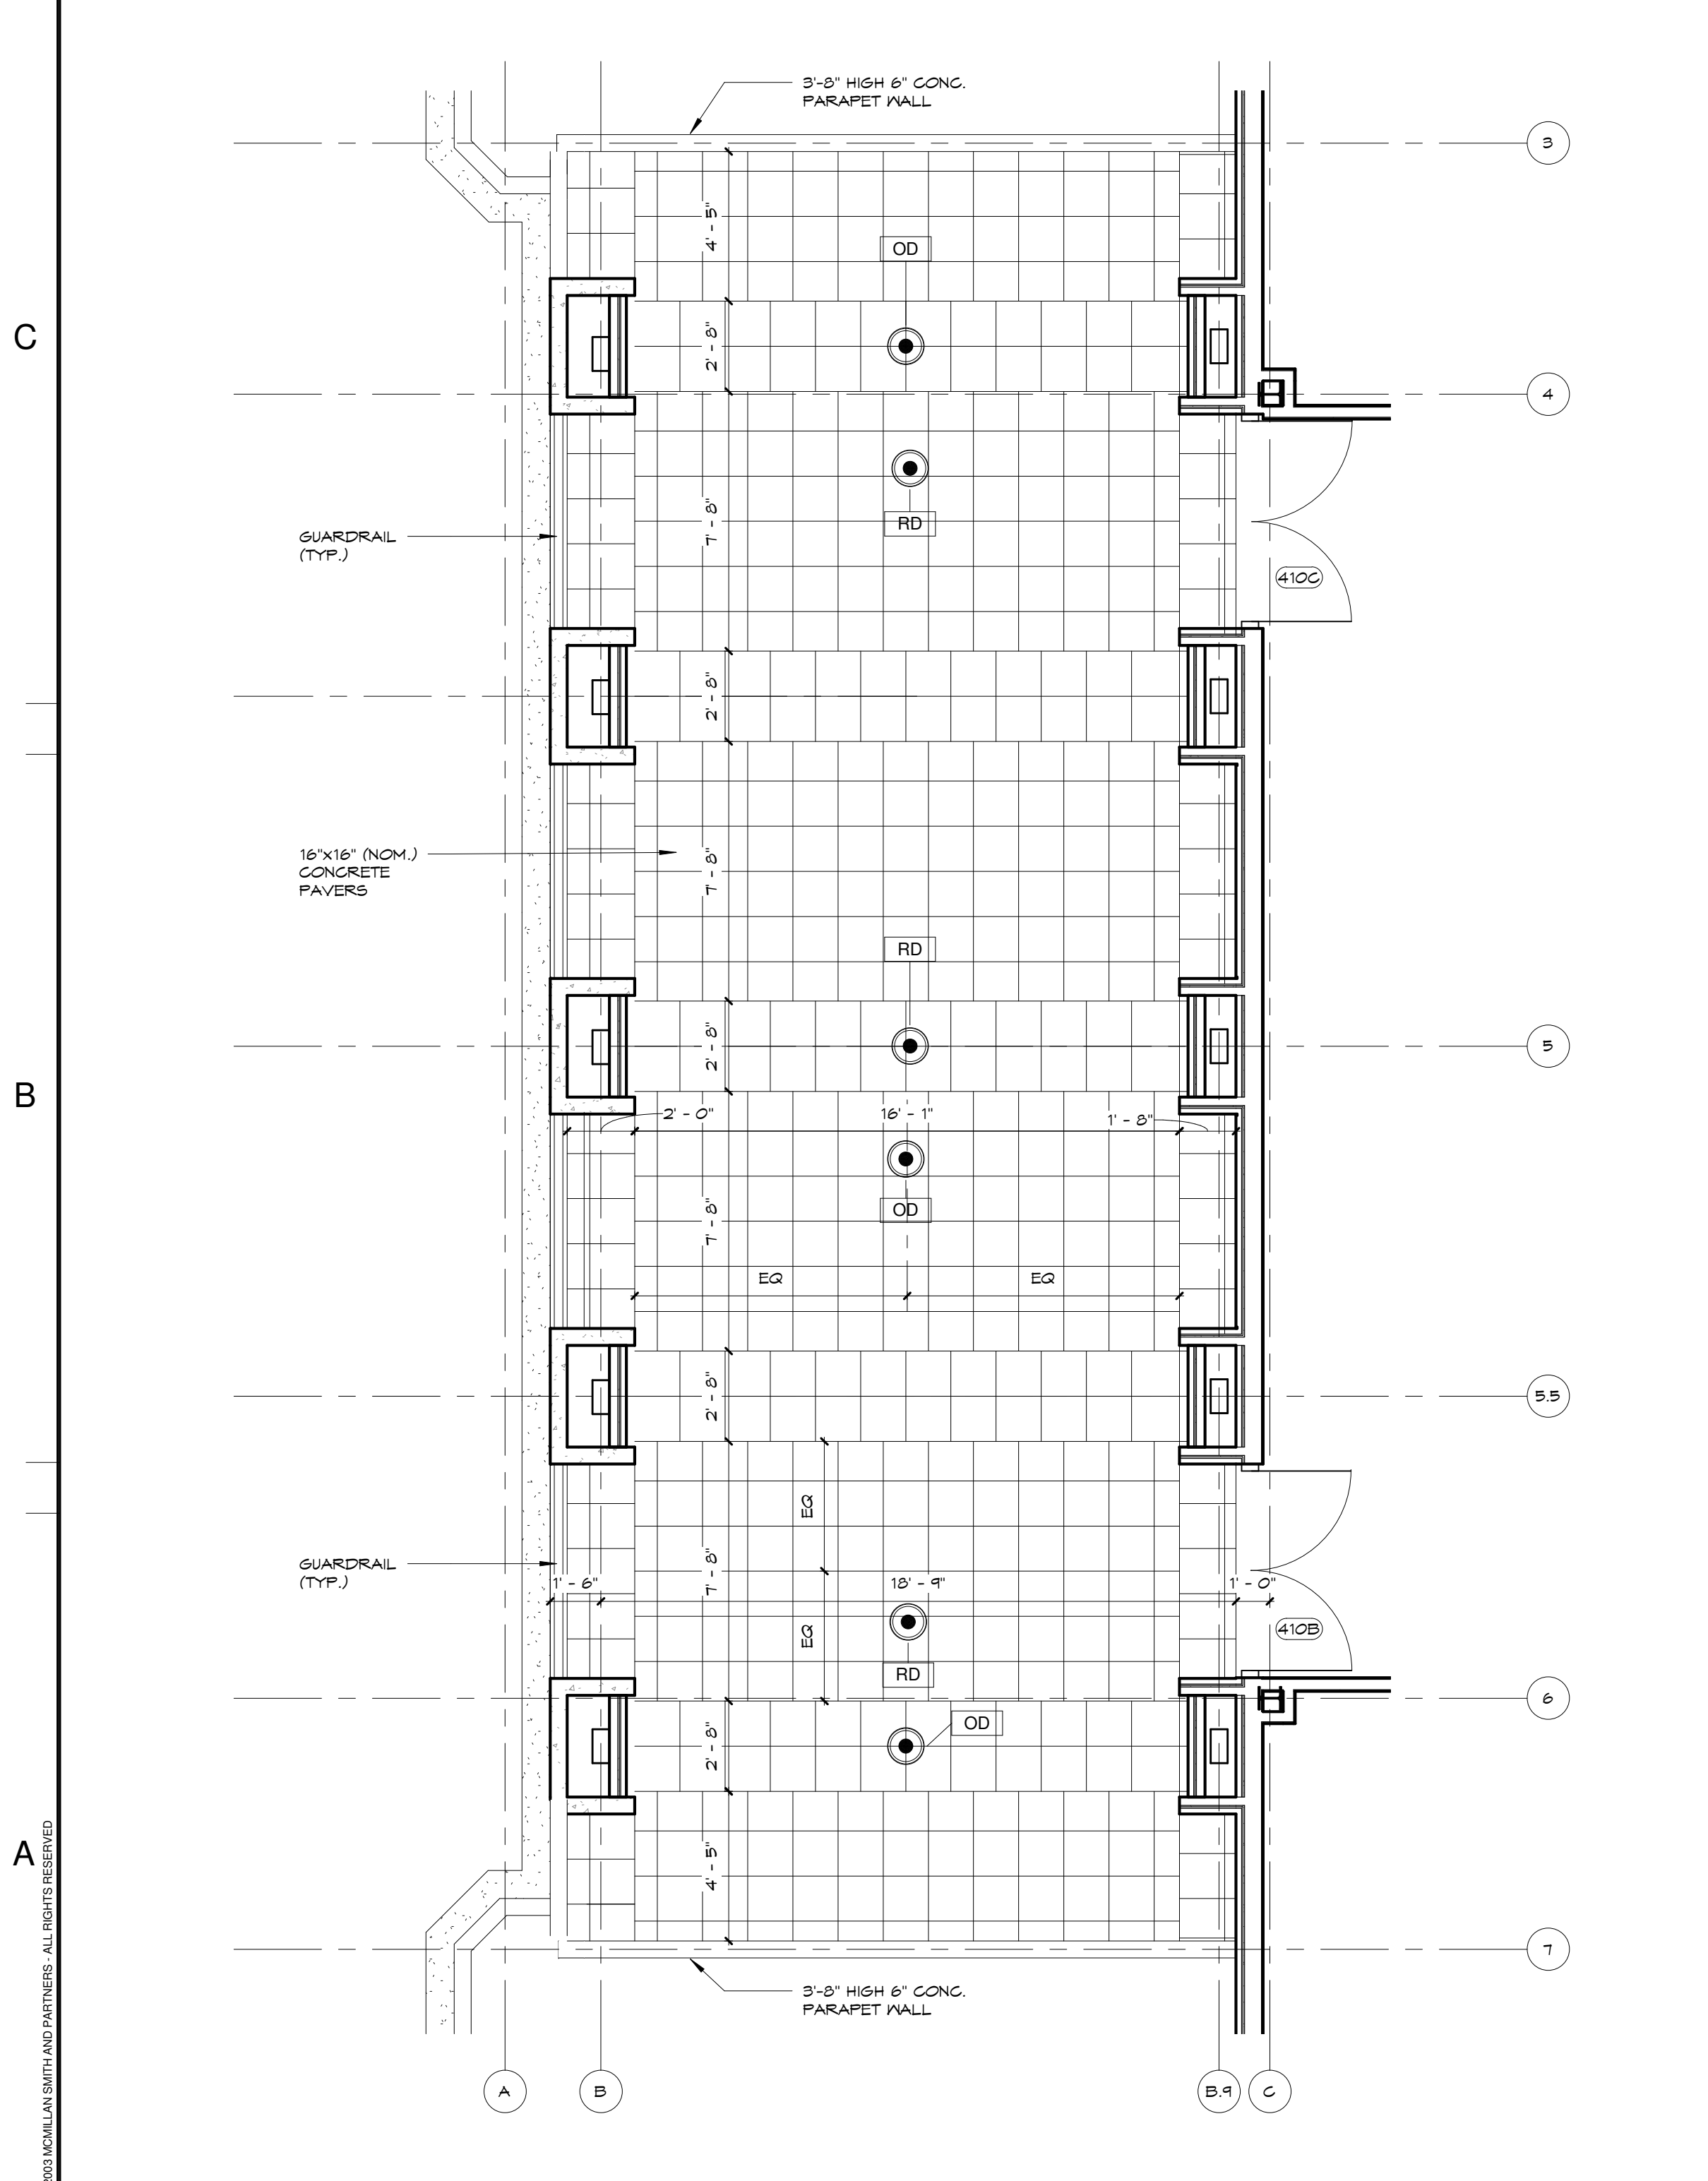 3'-8" HIGH 6" CONC.
PARAPET WALL
3
4' - 5"
OD
C
2' - 8"
4
RD
7' - 8"
GUARDRAIL
(TYP.)
410C
2' - 8"
16"x16" (NOM.)
CONCRETE
PAVERS
7' - 8"
RD
2' - 8"
5
B
2' - 0"
16' - 1"
1' - 8"
OD
7' - 8"
EQ
EQ
2' - 8"
5.5
EQ
GUARDRAIL
(TYP.)
7' - 8"
1' - 6"
18' - 9"
1' - 0"
EQ
410B
RD
6
OD
2' - 8"
A
4' - 5"
7
3'-8" HIGH 6" CONC.
PARAPET WALL
A
B
B.9
C
2003 MCMILLAN SMITH AND PARTNERS - ALL RIGHTS RESERVED